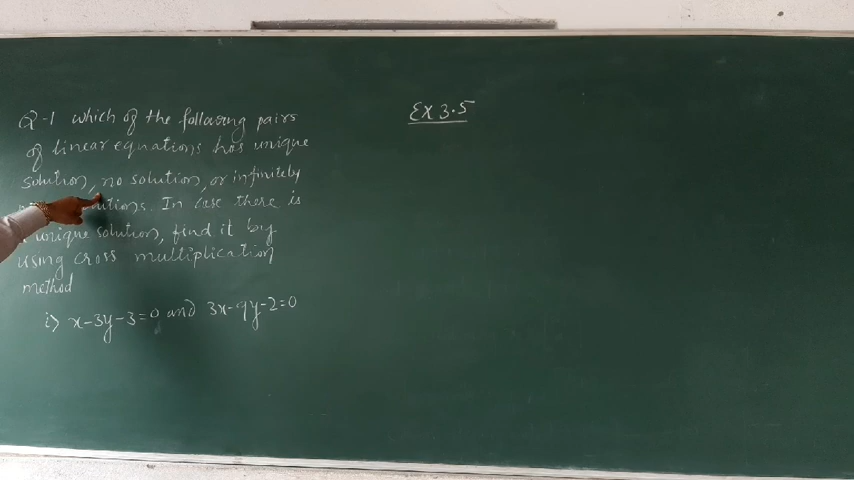 Ex 3.5
Q-1 which of the following pairs
of linear equations has unique
solution, no solution, or infinitely
solutions. In case there is
unique solution, find it by
using cross multiplication
method
i) x-3y-3=0 and 3x-9y-2=0